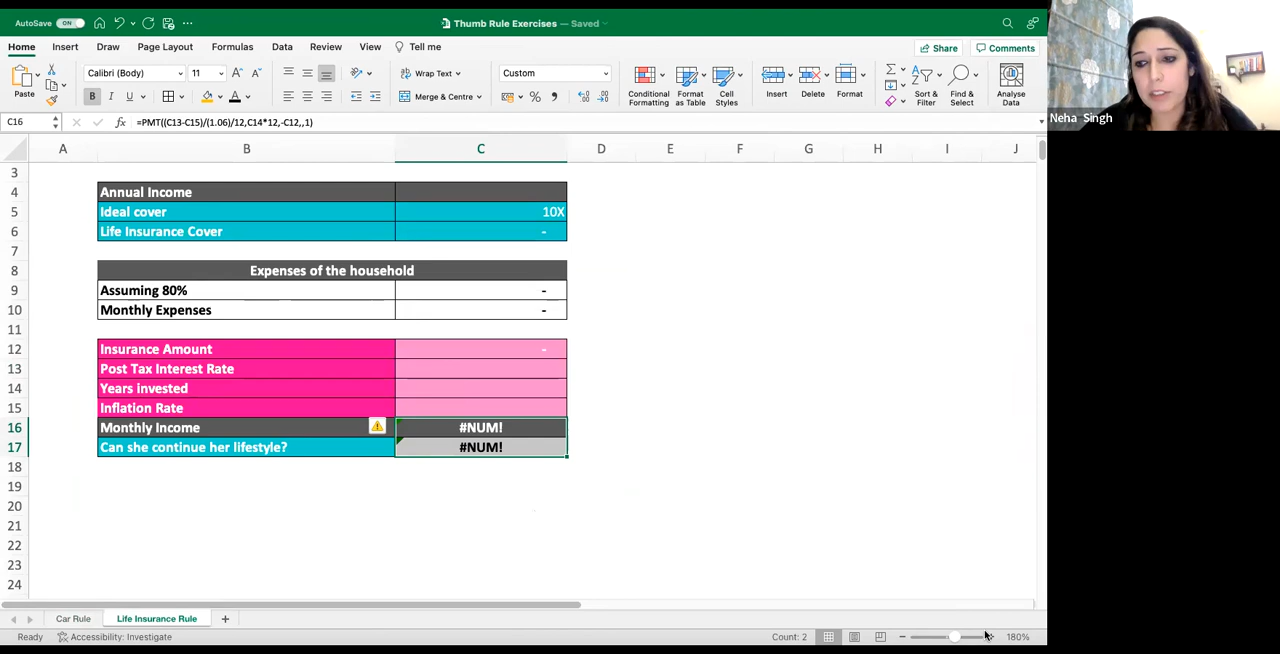 AutoSave ON Thumb Rule Exercises — Saved
Home Insert Draw Page Layout Formulas Data Review View Tell me Share Comments
Paste Calibri (Body) 11 Wrap Text Custom
B I U A Merge & Centre % Conditional Formatting Format as Table Cell Styles Insert Delete Format Sort & Filter Find & Select Analyse Data
C16 fx =PMT((C13-C15)/(1.06)/12,C14*12,-C12,,1)
Neha Singh
A B C D E F G H I J
3
4 Annual Income
5 Ideal cover 10X
6 Life Insurance Cover -
7
8 Expenses of the household
9 Assuming 80% -
10 Monthly Expenses -
11
12 Insurance Amount -
13 Post Tax Interest Rate
14 Years invested
15 Inflation Rate
16 Monthly Income #NUM!
17 Can she continue her lifestyle? #NUM!
18
19
20
21
22
23
24
Car Rule Life Insurance Rule +
Ready Accessibility: Investigate Count: 2 180%